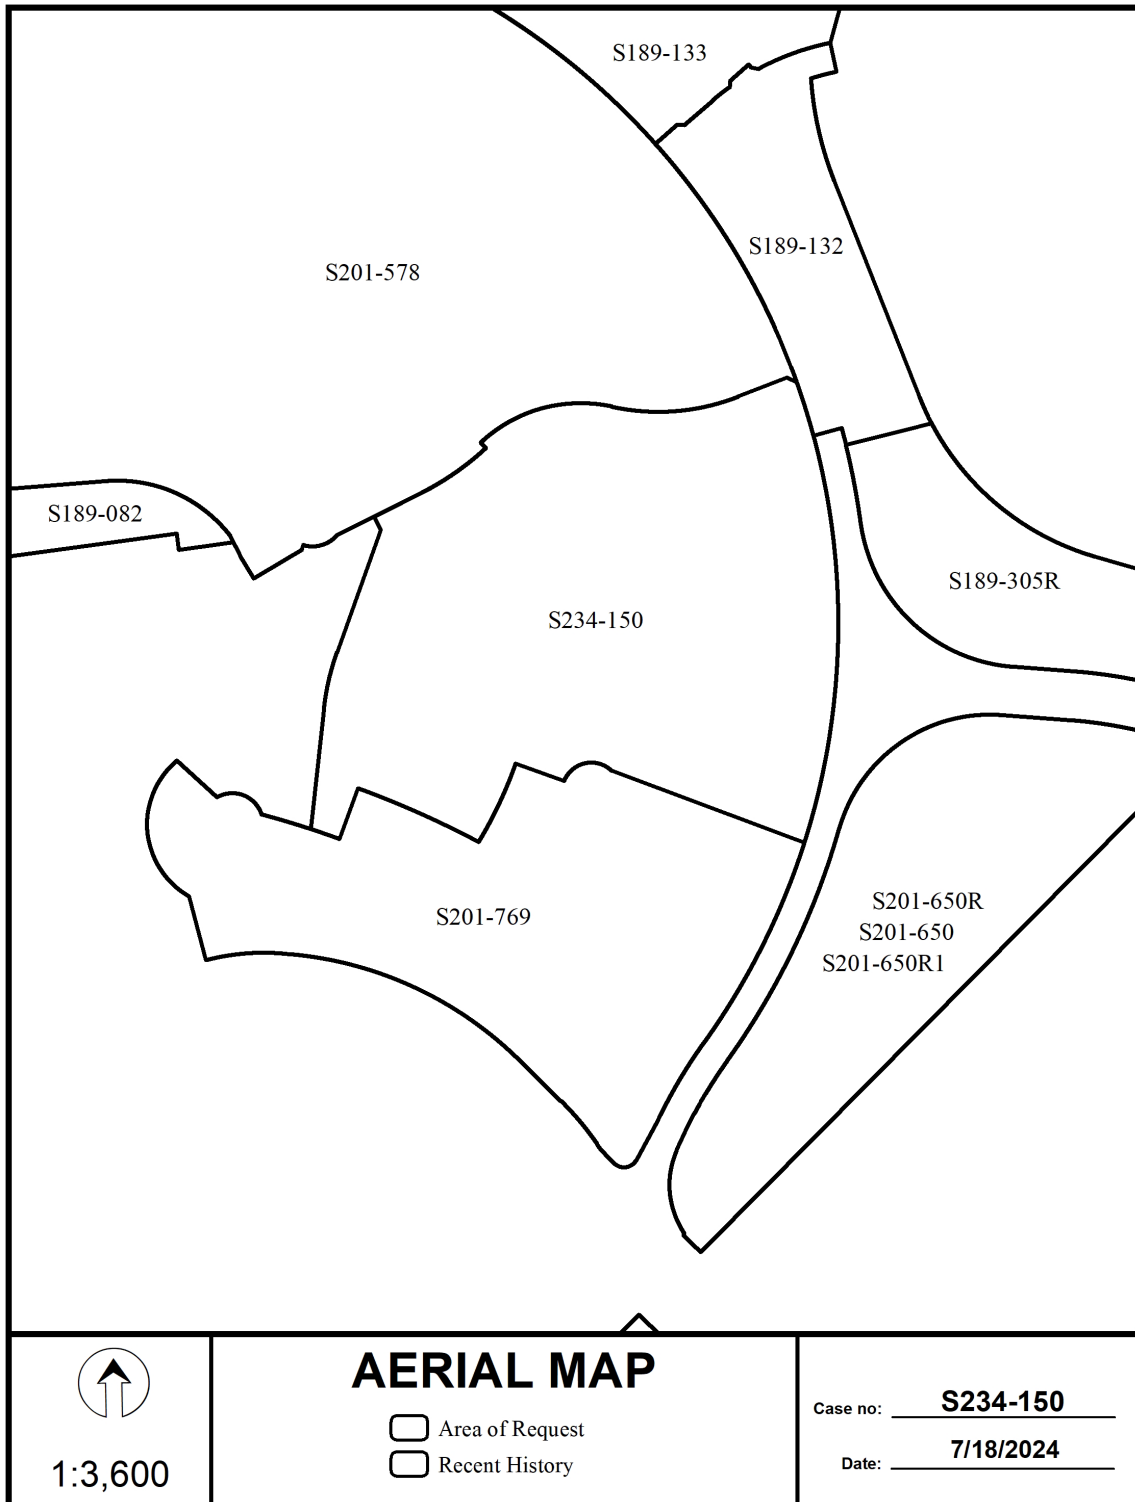 S189-133
S189-132
S201-578
S189-082
S189-305R
S234-150
S201-650R
S201-769
S201-650
S201-650R1
1:3,600
AERIAL MAP
Area of Request
Recent History
Case no: S234-150
Date: 7/18/2024